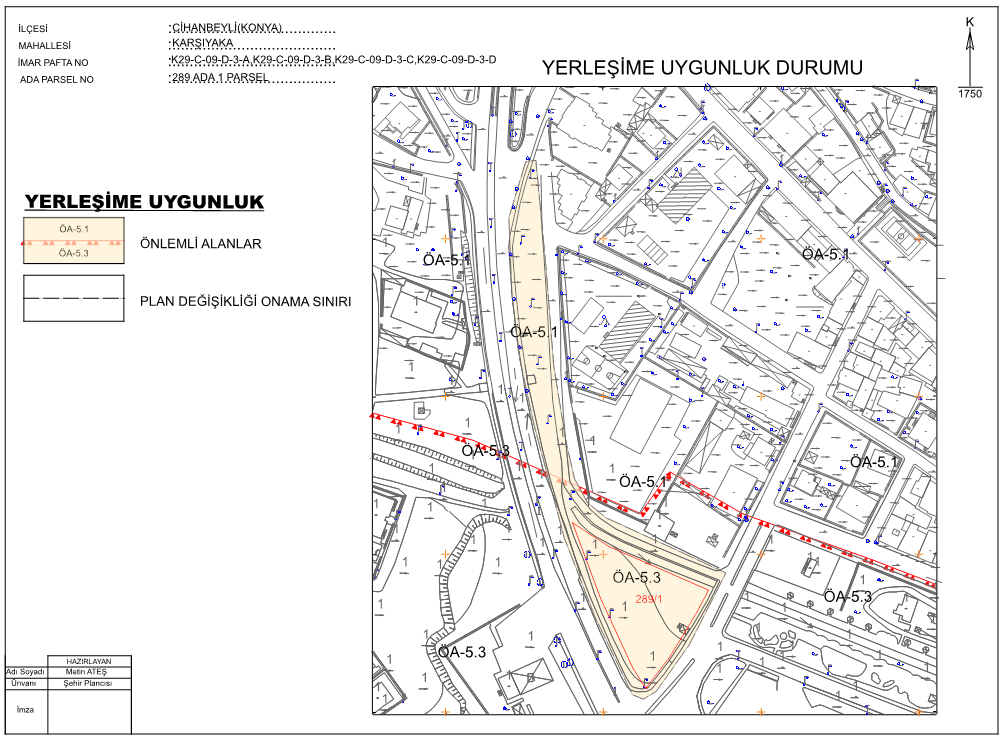 İLÇESİ :CİHANBEYLİ(KONYA)
MAHALLESİ :KARŞIYAKA
İMAR PAFTA NO :K29-C-09-D-3-A,K29-C-09-D-3-B,K29-C-09-D-3-C,K29-C-09-D-3-D
ADA PARSEL NO :289 ADA 1 PARSEL
YERLEŞİME UYGUNLUK DURUMU
K
1750
YERLEŞİME UYGUNLUK
ÖA-5.1
ÖA-5.3
ÖNLEMLİ ALANLAR
PLAN DEĞİŞİKLİĞİ ONAMA SINIRI
ÖA-5.1
ÖA-5.1
ÖA-5.1
ÖA-5.3
ÖA-5.1
ÖA-5.1
ÖA-5.3
289/1
ÖA-5.3
ÖA-5.3
HAZIRLAYAN
Adı Soyadı Metin ATEŞ
Ünvanı Şehir Plancısı
İmza